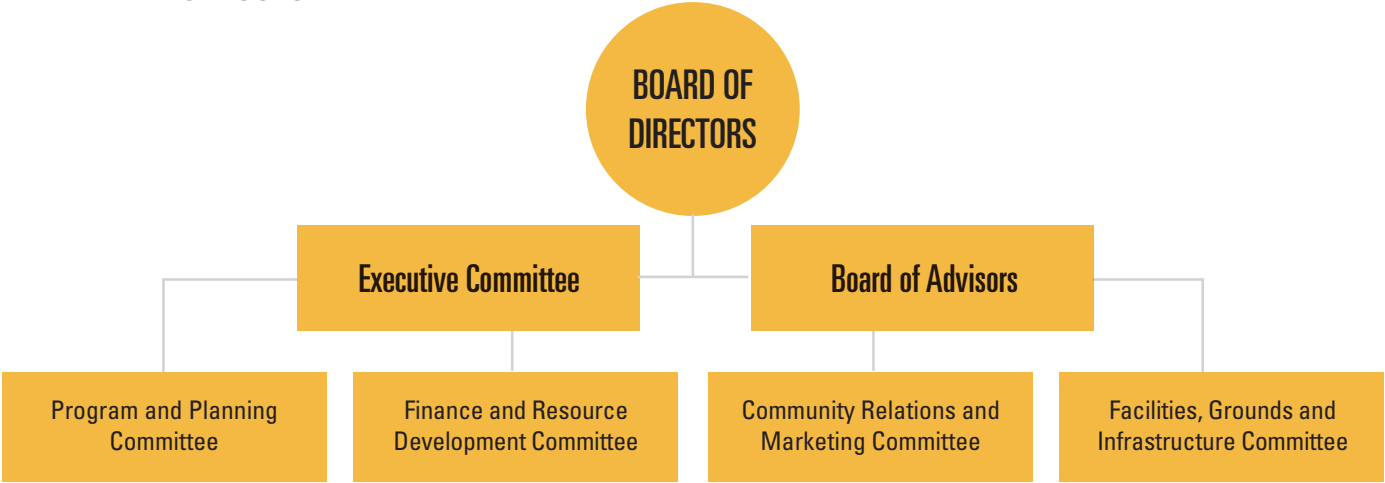 BOARD OF
DIRECTORS
Executive Committee
Board of Advisors
Program and Planning
Committee
Finance and Resource
Development Committee
Community Relations and
Marketing Committee
Facilities, Grounds and
Infrastructure Committee